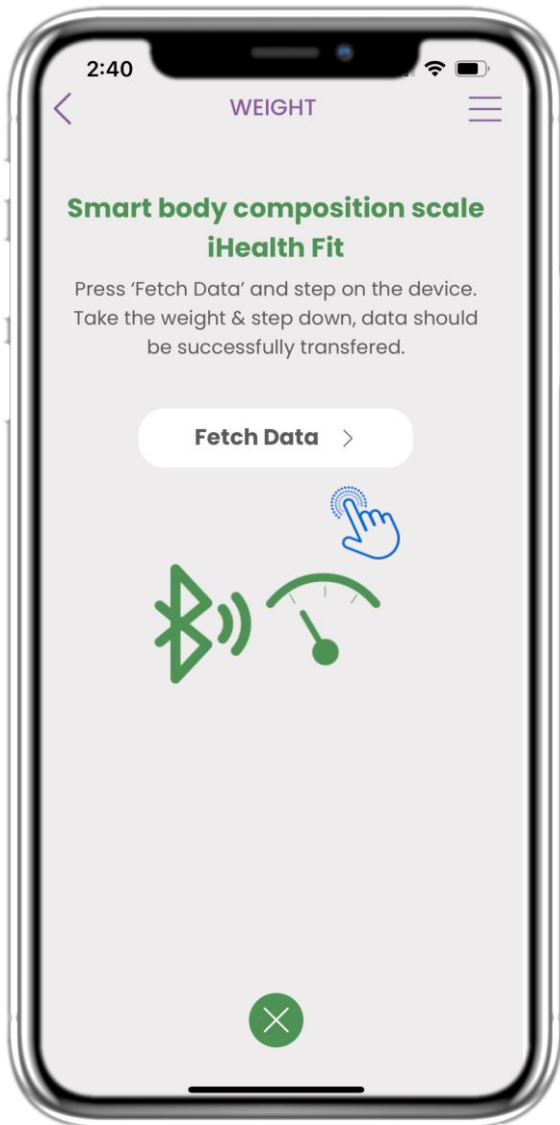 2:40
WEIGHT
Smart body composition scale
iHealth Fit
Press ‘Fetch Data’ and step on the device.
Take the weight & step down, data should
be successfully transfered.
Fetch Data